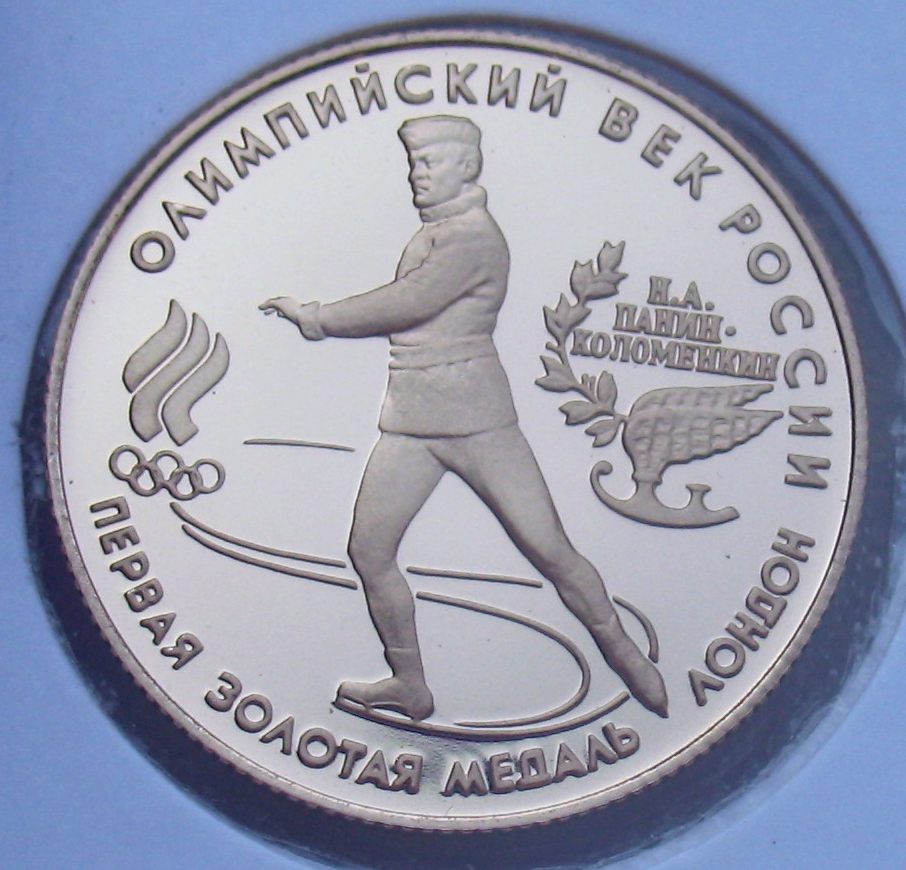 ОЛИМПИЙСКИЙ ВЕК РОССИИ
Н.А.
ПАНИН-
КОЛОМЕНКИН
ПЕРВАЯ ЗОЛОТАЯ МЕДАЛЬ ЛОНДОН